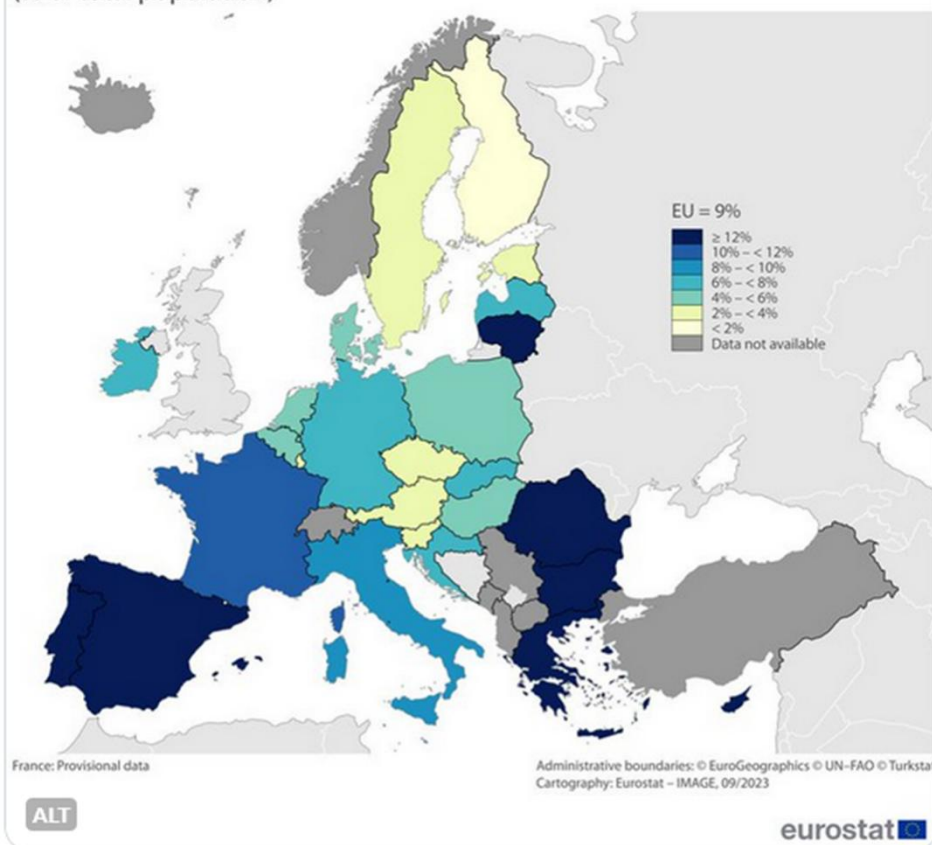 EU = 9%
≥ 12%
10% – < 12%
8% – < 10%
6% – < 8%
4% – < 6%
2% – < 4%
< 2%
Data not available
France: Provisional data
Administrative boundaries: © EuroGeographics © UN–FAO © Turksta
Cartography: Eurostat – IMAGE, 09/2023
ALT
eurostat